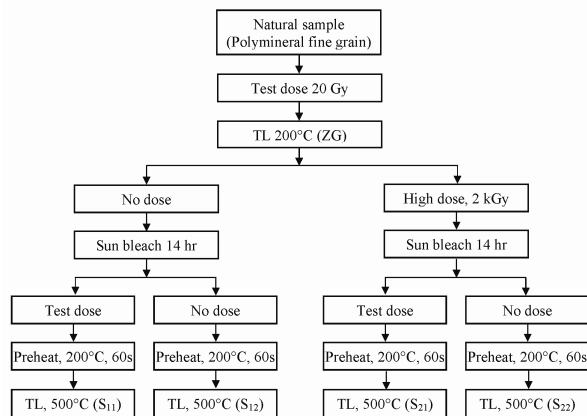 Natural sample
(Polymineral fine grain)
Test dose 20 Gy
TL 200°C (ZG)
No dose
High dose, 2 kGy
Sun bleach 14 hr
Sun bleach 14 hr
Test dose
No dose
Test dose
No dose
Preheat, 200°C, 60s
Preheat, 200°C, 60s
Preheat, 200°C, 60s
Preheat, 200°C, 60s
TL, 500°C (S₁₁)
TL, 500°C (S₁₂)
TL, 500°C (S₂₁)
TL, 500°C (S₂₂)